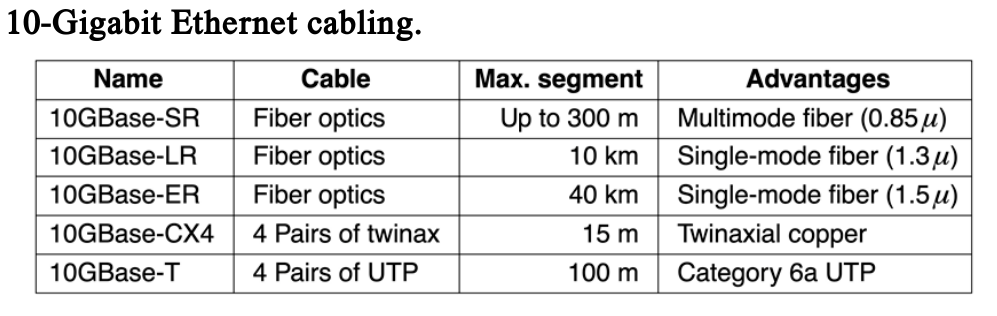 10-Gigabit Ethernet cabling.
Name Cable Max. segment Advantages
10GBase-SR Fiber optics Up to 300 m Multimode fiber (0.85 μ)
10GBase-LR Fiber optics 10 km Single-mode fiber (1.3 μ)
10GBase-ER Fiber optics 40 km Single-mode fiber (1.5 μ)
10GBase-CX4 4 Pairs of twinax 15 m Twinaxial copper
10GBase-T 4 Pairs of UTP 100 m Category 6a UTP